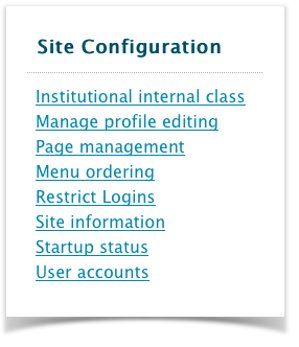 Site Configuration
Institutional internal class
Manage profile editing
Page management
Menu ordering
Restrict Logins
Site information
Startup status
User accounts